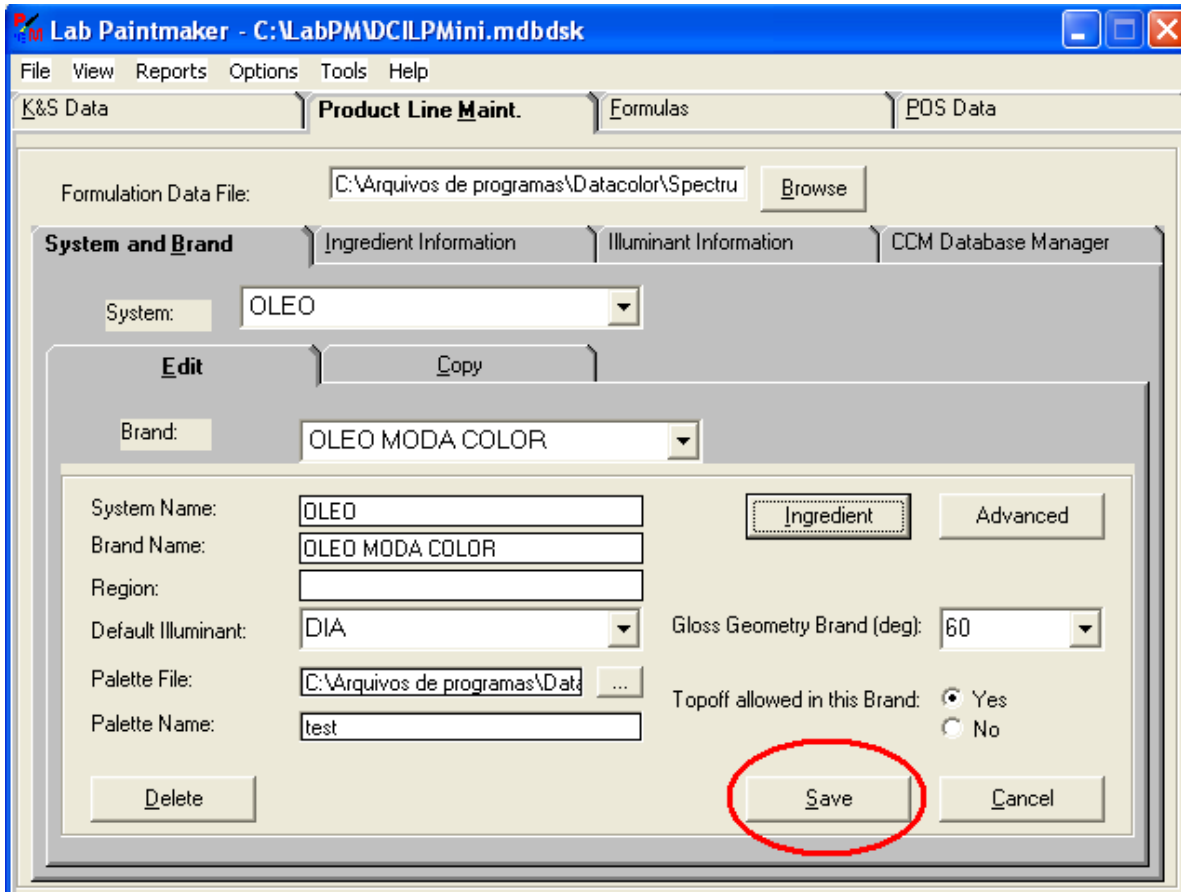 Lab Paintmaker - C:\LabPM\DCILPMini.mdbdsk
File View Reports Options Tools Help
K&S Data Product Line Maint. Formulas POS Data
Formulation Data File: C:\Arquivos de programas\Datacolor\Spectru Browse
System and Brand Ingredient Information Illuminant Information CCM Database Manager
System: OLEO
Edit Copy
Brand: OLEO MODA COLOR
System Name: OLEO Ingredient Advanced
Brand Name: OLEO MODA COLOR
Region:
Default Illuminant: DIA Gloss Geometry Brand (deg): 60
Palette File: C:\Arquivos de programas\Data ... Topoff allowed in this Brand: Yes
Palette Name: test No
Delete Save Cancel